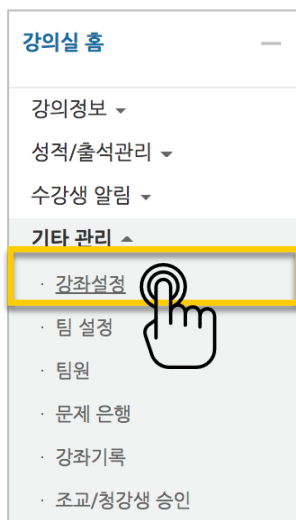 강의실 홈
강의정보
성적/출석관리
수강생 알림
기타 관리
· 강좌설정
· 팀 설정
· 팀원
· 문제 은행
· 강좌기록
· 조교/청강생 승인